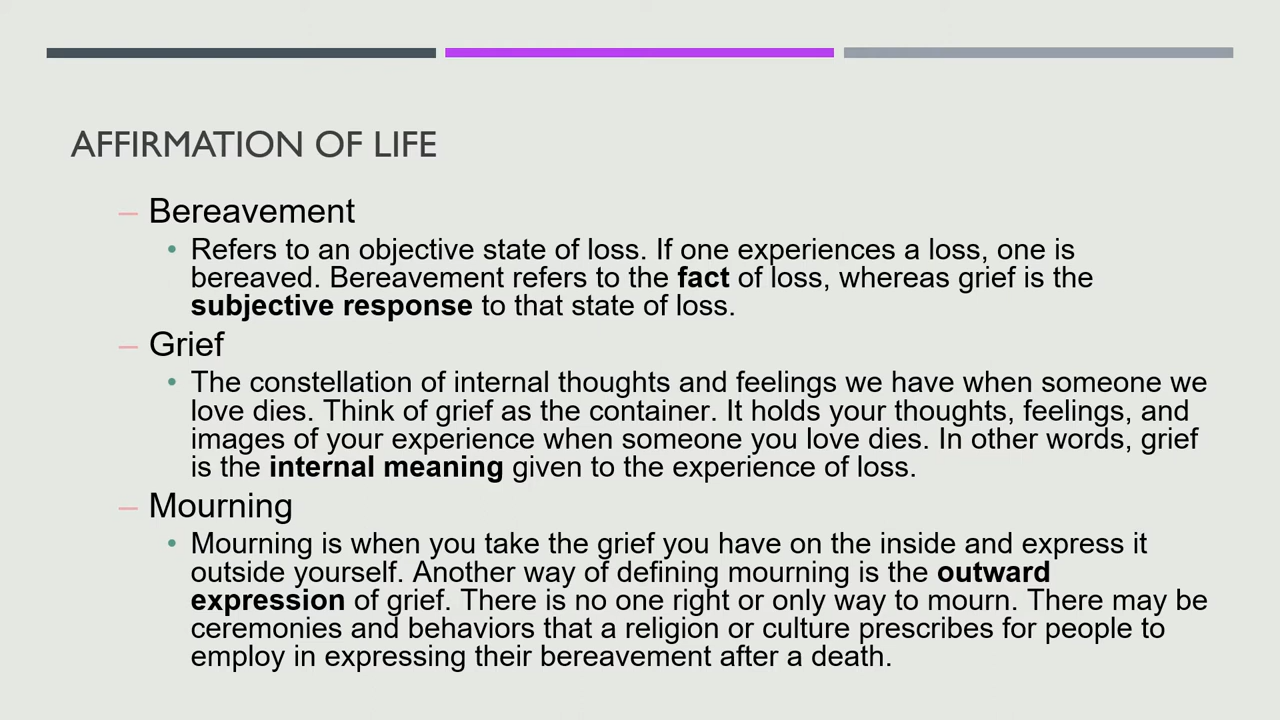 AFFIRMATION OF LIFE
– Bereavement
• Refers to an objective state of loss. If one experiences a loss, one is
bereaved. Bereavement refers to the fact of loss, whereas grief is the
subjective response to that state of loss.
– Grief
• The constellation of internal thoughts and feelings we have when someone we
love dies. Think of grief as the container. It holds your thoughts, feelings, and
images of your experience when someone you love dies. In other words, grief
is the internal meaning given to the experience of loss.
– Mourning
• Mourning is when you take the grief you have on the inside and express it
outside yourself. Another way of defining mourning is the outward
expression of grief. There is no one right or only way to mourn. There may be
ceremonies and behaviors that a religion or culture prescribes for people to
employ in expressing their bereavement after a death.